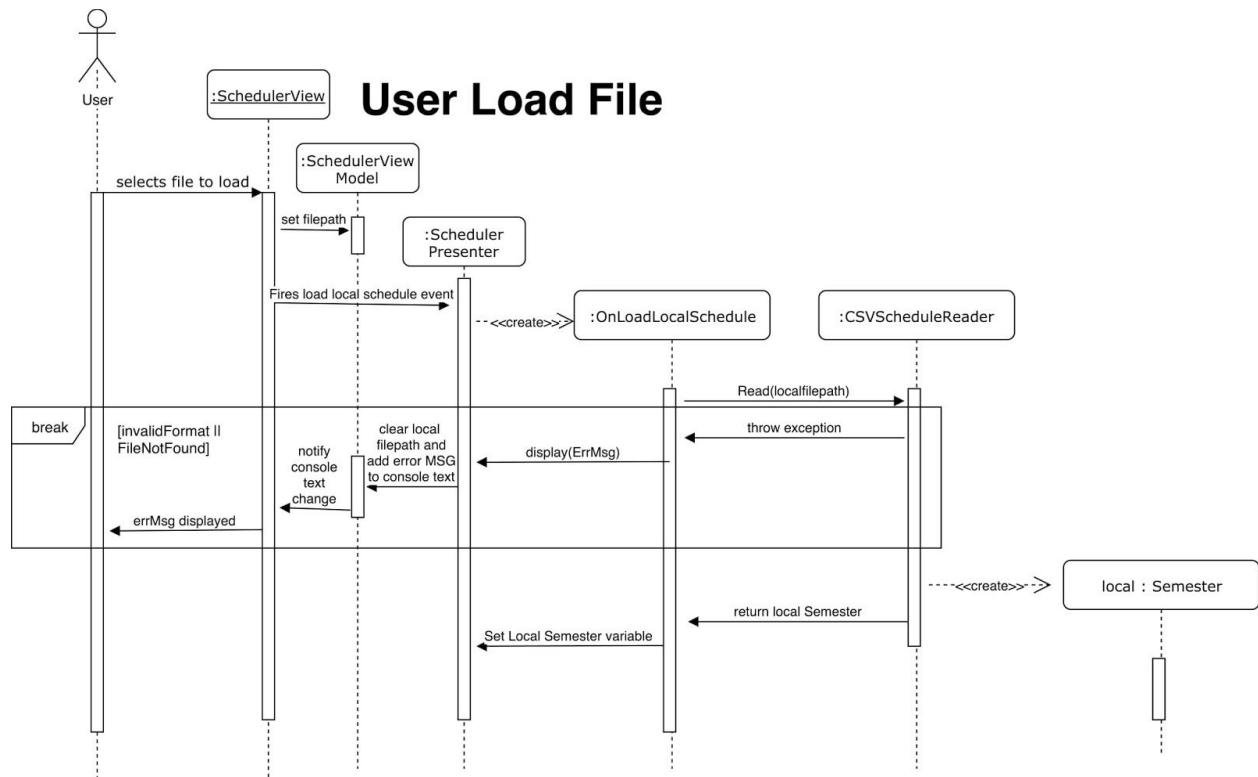 User
:SchedulerView
User Load File
:SchedulerView
Model
selects file to load
set filepath
:Scheduler
Presenter
Fires load local schedule event
<<create>>
:OnLoadLocalSchedule
:CSVScheduleReader
Read(localfilepath)
break
[invalidFormat ||
FileNotFound]
throw exception
clear local
filepath and
add error MSG
to console text
display(ErrMsg)
notify
console
text
change
errMsg displayed
<<create>>
local : Semester
return local Semester
Set Local Semester variable